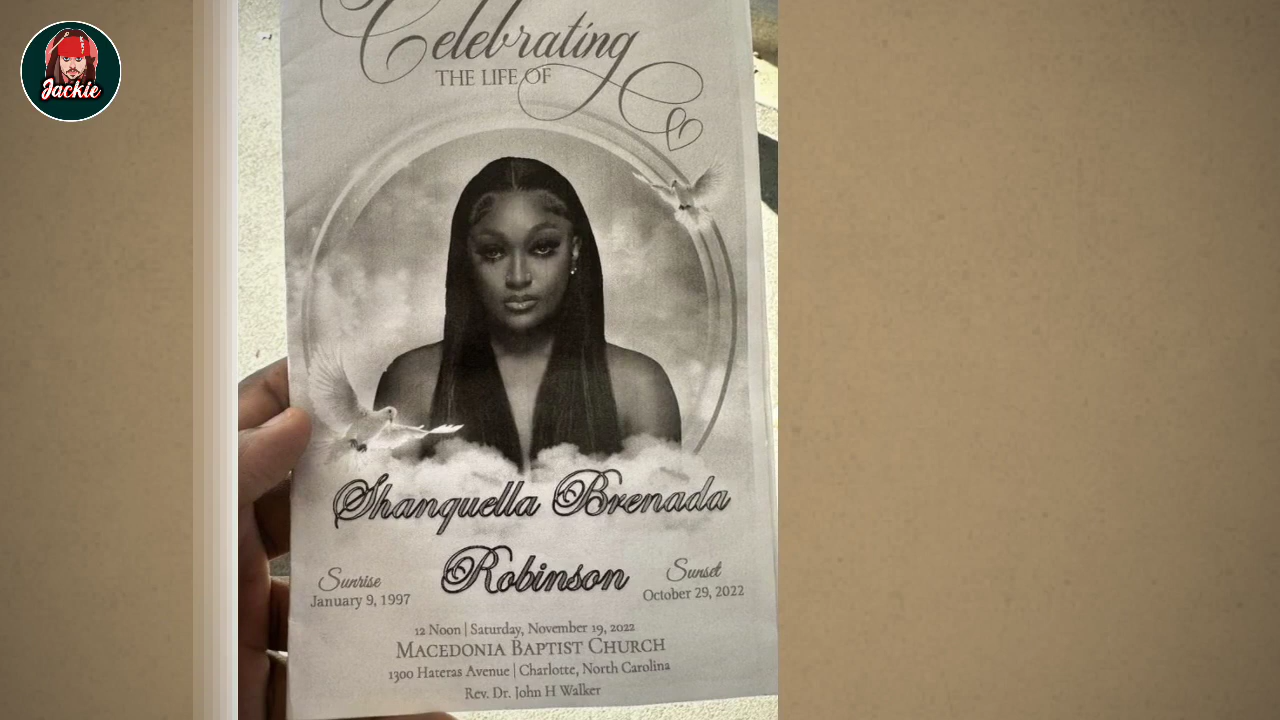 Jackie
Celebrating
THE LIFE OF
Shanquella Brenada
Robinson
Sunrise
January 9, 1997
Sunset
October 29, 2022
12 Noon | Saturday, November 19, 2022
MACEDONIA BAPTIST CHURCH
1300 Hateras Avenue | Charlotte, North Carolina
Rev. Dr. John H Walker